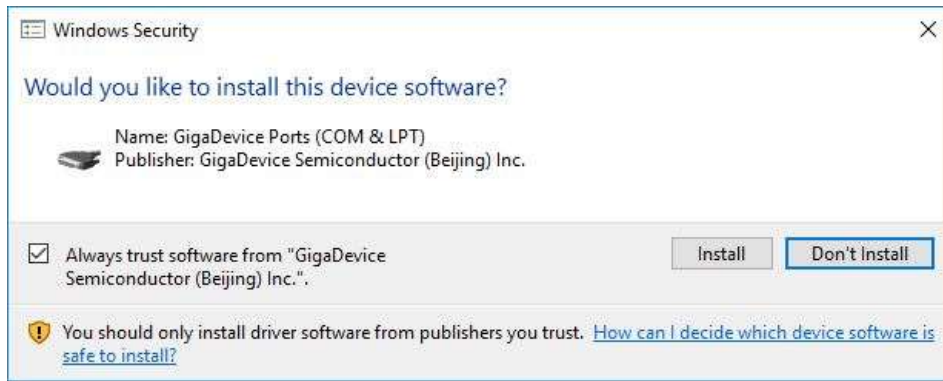 Windows Security
Would you like to install this device software?
Name: GigaDevice Ports (COM & LPT)
Publisher: GigaDevice Semiconductor (Beijing) Inc.
Always trust software from "GigaDevice
Semiconductor (Beijing) Inc.".
Install
Don't Install
You should only install driver software from publishers you trust. How can I decide which device software is
safe to install?